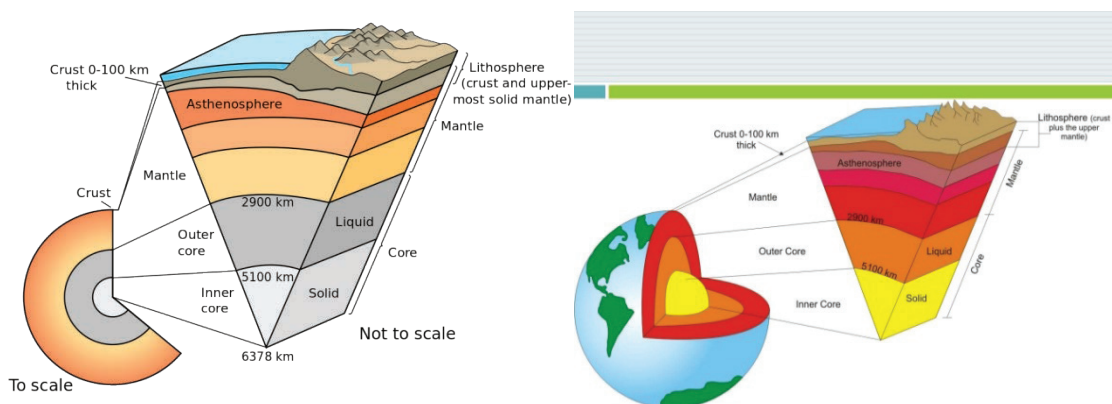 Crust 0-100 km
thick
Asthenosphere
Lithosphere
(crust and upper-
most solid mantle)
Mantle
Mantle
Crust
2900 km
Liquid
Outer
core
Core
5100 km
Inner
core
Solid
Not to scale
6378 km
To scale
Crust 0-100 km
thick
Lithosphere (crust
plus the upper
mantle)
Asthenosphere
Mantle
Mantle
2900 km
Outer Core
Liquid
5100 km
Core
Inner Core
Solid